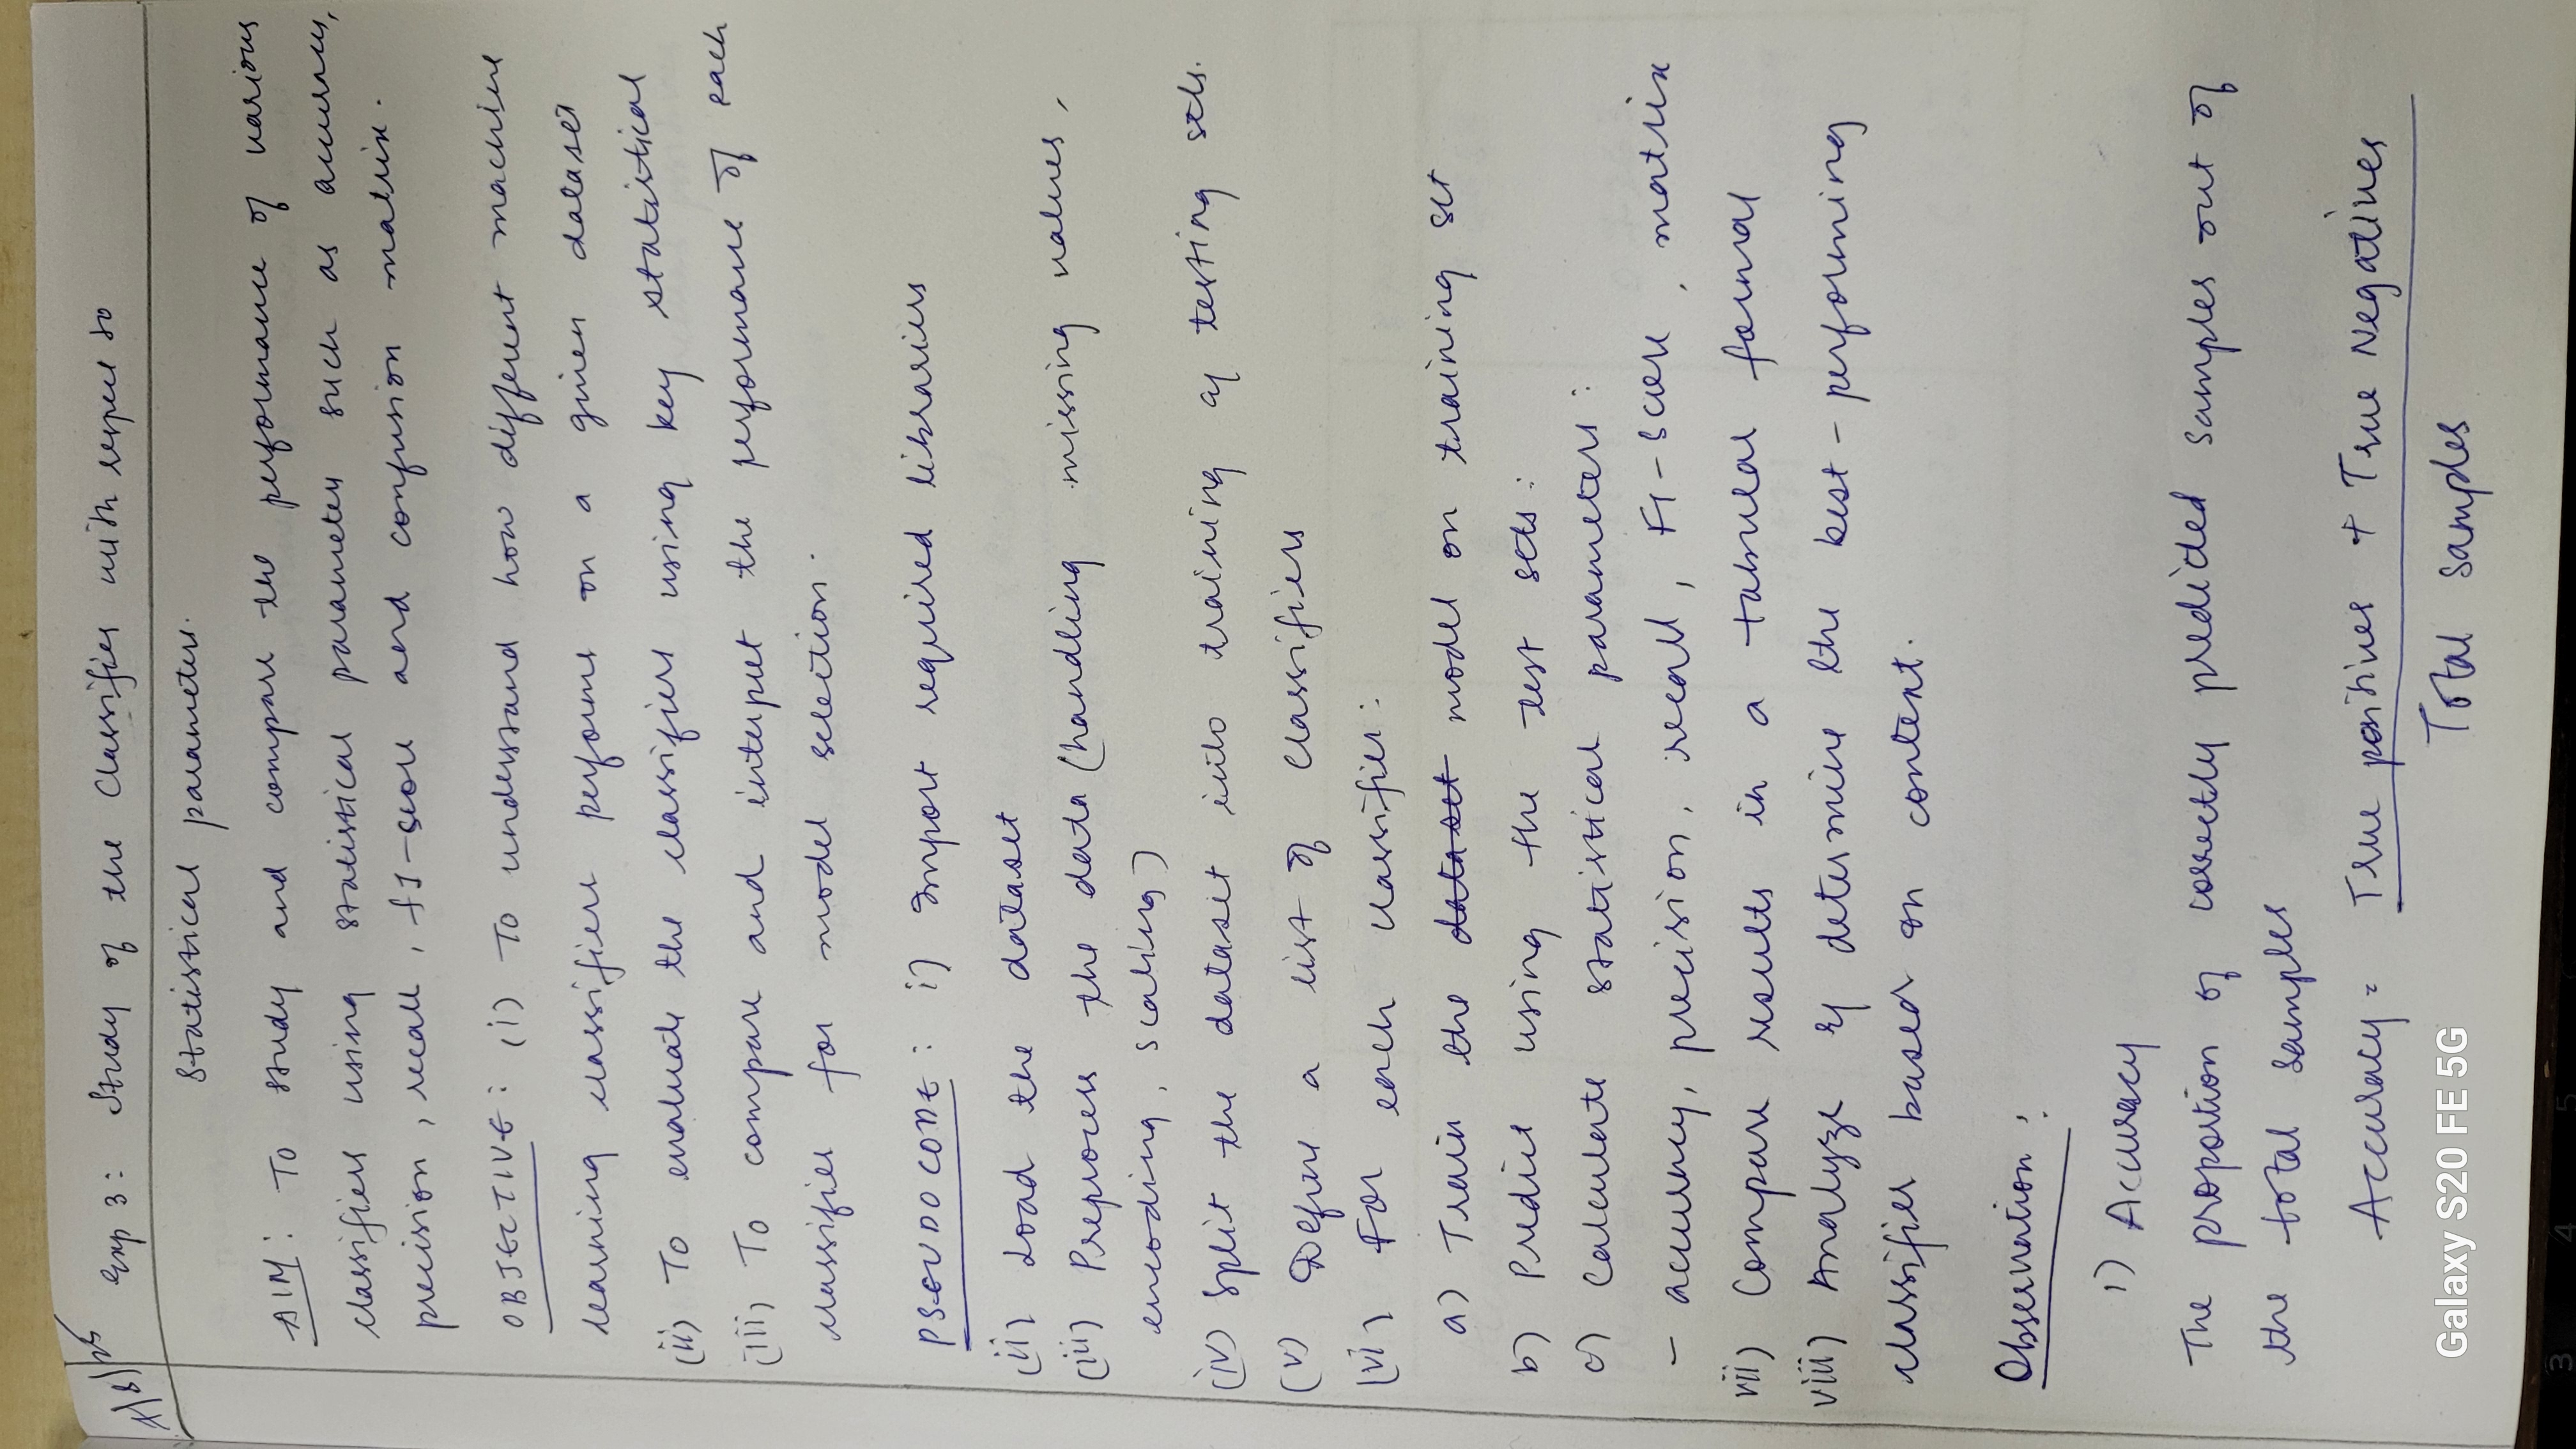 7/8/25
Exp 3: Study of the Classifier with respect to
Statistical parameters.
AIM: To study and compare the performance of various
classifiers using statistical parameters such as accuracy,
precision, recall, f1-score and confusion matrix.
OBJECTIVE: (i) To understand how different machine
learning classifiers performs on a given dataset
(ii) To evaluate the classifiers using key statistical
(iii) To compare and interpret the performance of each
classifier for model selection.
PSEUDOCODE: i) Import required libraries
(ii) Load the dataset
(iii) Preprocess the data (handling missing values,
encoding, scaling)
(iv) Split the dataset into training & testing sets.
(v) Define a list of classifiers
(vi) For each classifier:
a) Train the dataset model on training set
b) Predict using the test sets:
c) Calculate statistical parameters:
- accuracy, precision, recall, F1-score, matrix
vii) Compare results in a tabular format
viii) Analyze & determine the best-performing
classifier based on context.
Observation:
1) Accuracy
The proportion of correctly predicted samples out of
the total samples
Accuracy = True positives + True Negatives
Total samples
Galaxy S20 FE 5G
3 4 5